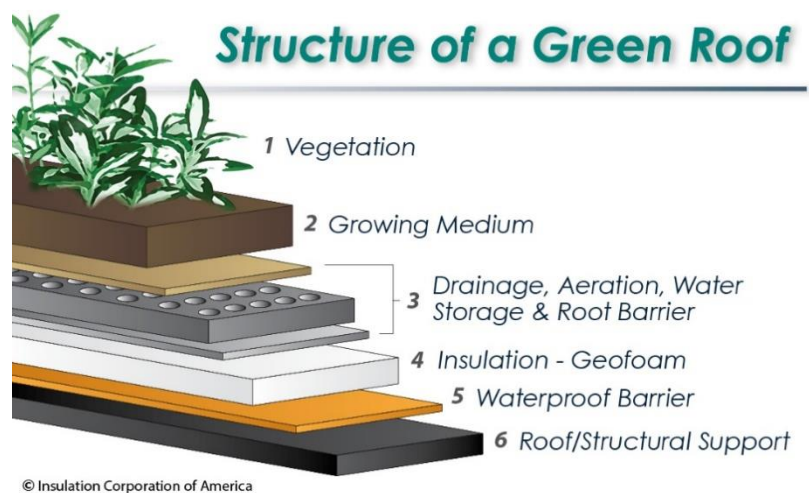 Structure of a Green Roof
1 Vegetation
2 Growing Medium
3 Drainage, Aeration, Water
Storage & Root Barrier
4 Insulation - Geofoam
5 Waterproof Barrier
6 Roof/Structural Support
© Insulation Corporation of America